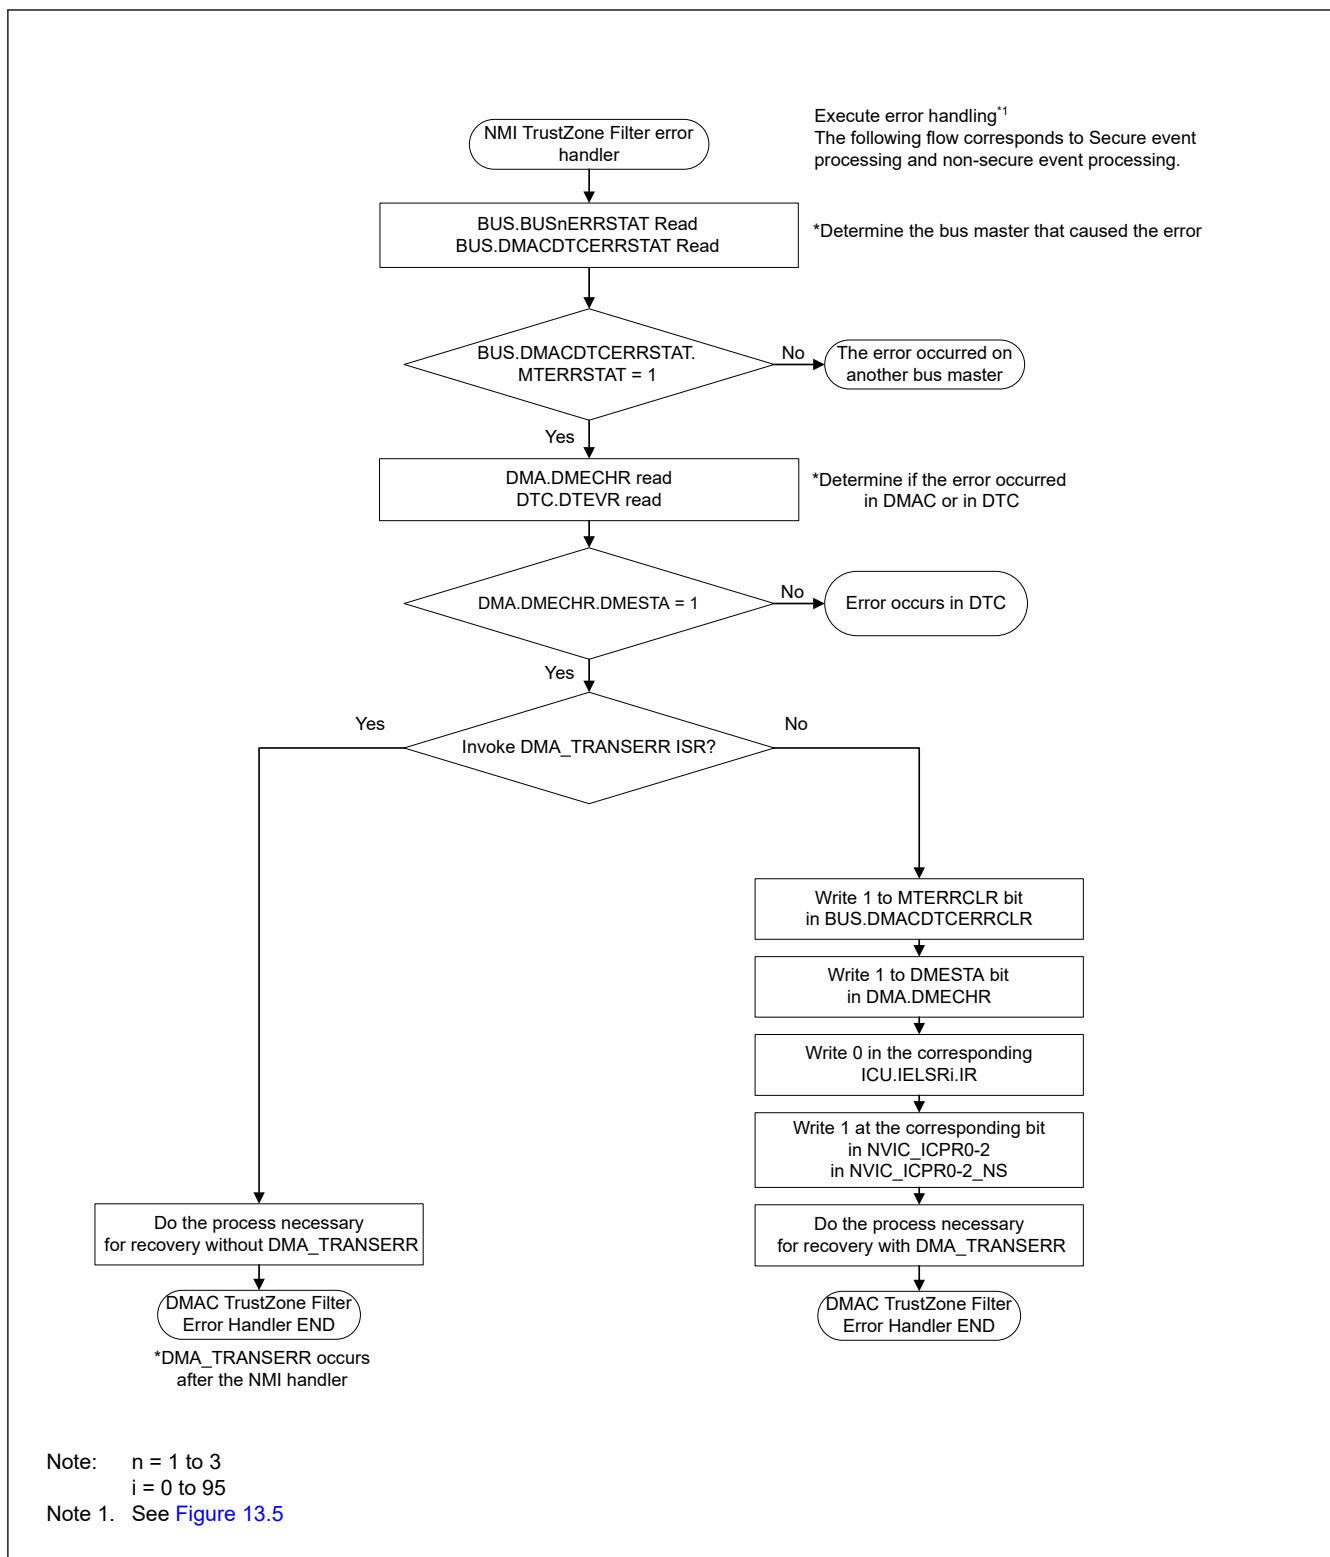 Execute error handling*1
The following flow corresponds to Secure event
processing and non-secure event processing.
NMI TrustZone Filter error
handler
BUS.BUSnERRSTAT Read
BUS.DMACDTCERRSTAT Read
*Determine the bus master that caused the error
BUS.DMACDTCERRSTAT.
MTERRSTAT = 1
No
The error occurred on
another bus master
Yes
DMA.DMECHR read
DTC.DTEVR read
*Determine if the error occurred
in DMAC or in DTC
DMA.DMECHR.DMESTA = 1
No
Error occurs in DTC
Yes
Yes
Invoke DMA_TRANSERR ISR?
No
Write 1 to MTERRCLR bit
in BUS.DMACDTCERRCLR
Write 1 to DMESTA bit
in DMA.DMECHR
Write 0 in the corresponding
ICU.IELSRi.IR
Write 1 at the corresponding bit
in NVIC_ICPR0-2
in NVIC_ICPR0-2_NS
Do the process necessary
for recovery without DMA_TRANSERR
Do the process necessary
for recovery with DMA_TRANSERR
DMAC TrustZone Filter
Error Handler END
DMAC TrustZone Filter
Error Handler END
*DMA_TRANSERR occurs
after the NMI handler
Note: n = 1 to 3
i = 0 to 95
Note 1. See Figure 13.5